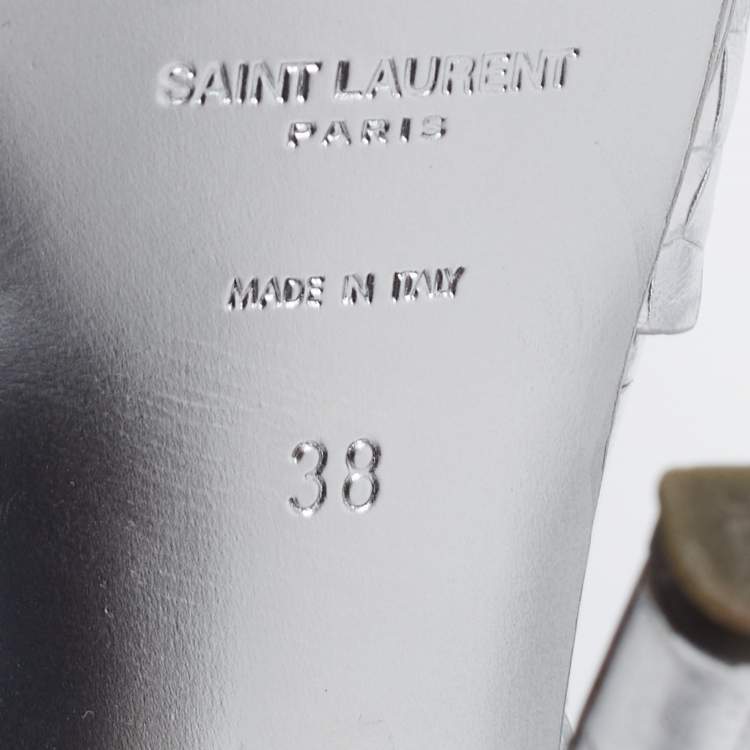 SAINT LAURENT
PARIS
MADE IN ITALY
38